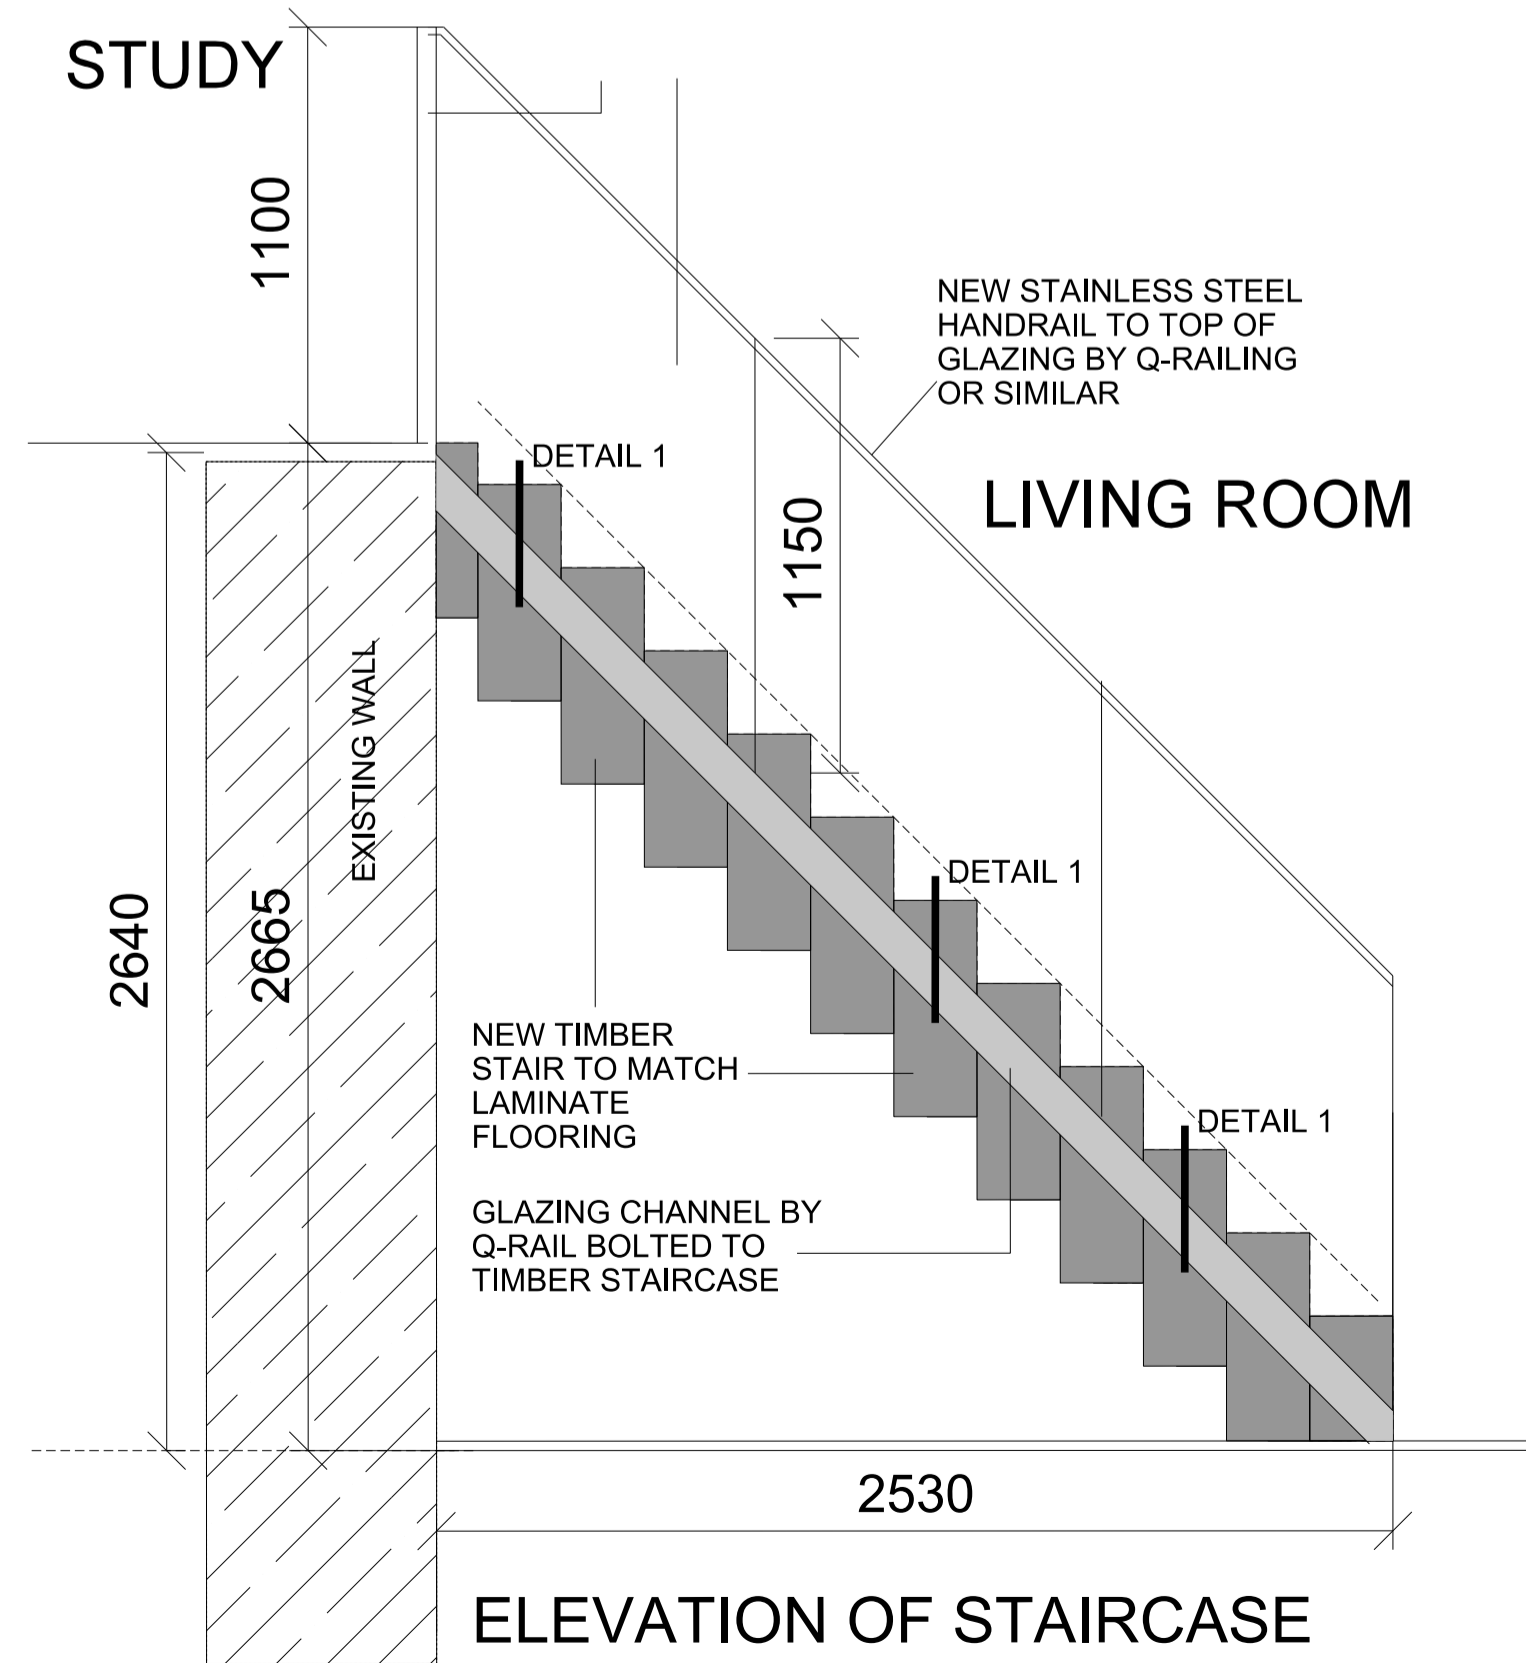 STUDY
1100
NEW STAINLESS STEEL
HANDRAIL TO TOP OF
GLAZING BY Q-RAILING
OR SIMILAR
DETAIL 1
LIVING ROOM
1150
EXISTING WALL
DETAIL 1
2640
2665
NEW TIMBER
STAIR TO MATCH
LAMINATE
FLOORING
DETAIL 1
GLAZING CHANNEL BY
Q-RAIL BOLTED TO
TIMBER STAIRCASE
2530
ELEVATION OF STAIRCASE